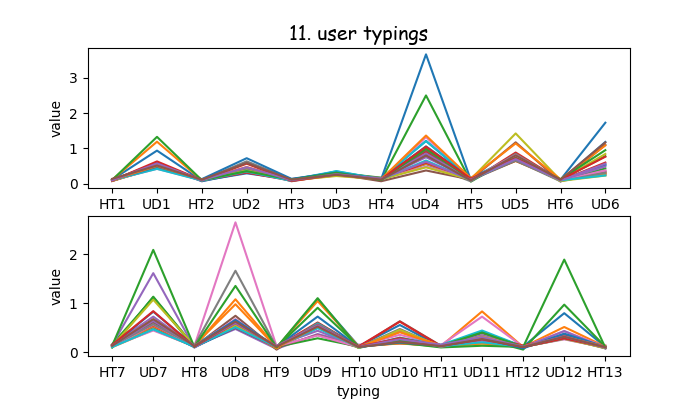 11. user typings
value
3
2
1
0
HT1 UD1 HT2 UD2 HT3 UD3 HT4 UD4 HT5 UD5 HT6 UD6
value
2
1
0
HT7 UD7 HT8 UD8 HT9 UD9 HT10 UD10 HT11 UD11 HT12 UD12 HT13
typing